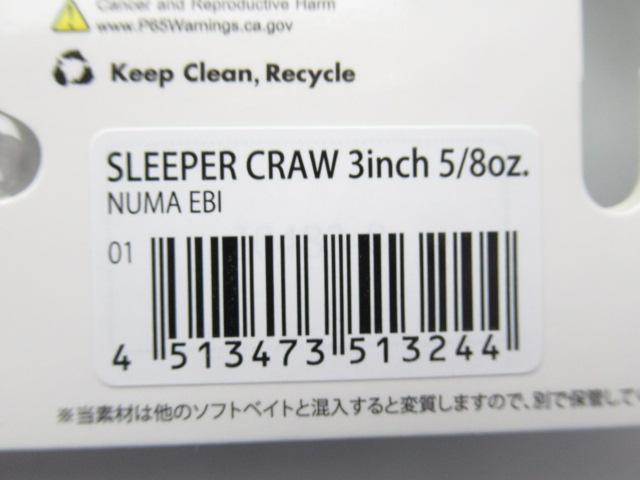 Cancer and Reproductive Harm
www.P65Warnings.ca.gov
Keep Clean, Recycle
SLEEPER CRAW 3inch 5/8oz.
NUMA EBI
01
4 513473 513244
※当素材は他のソフトベイトと混入すると変質しますので、別で保管して